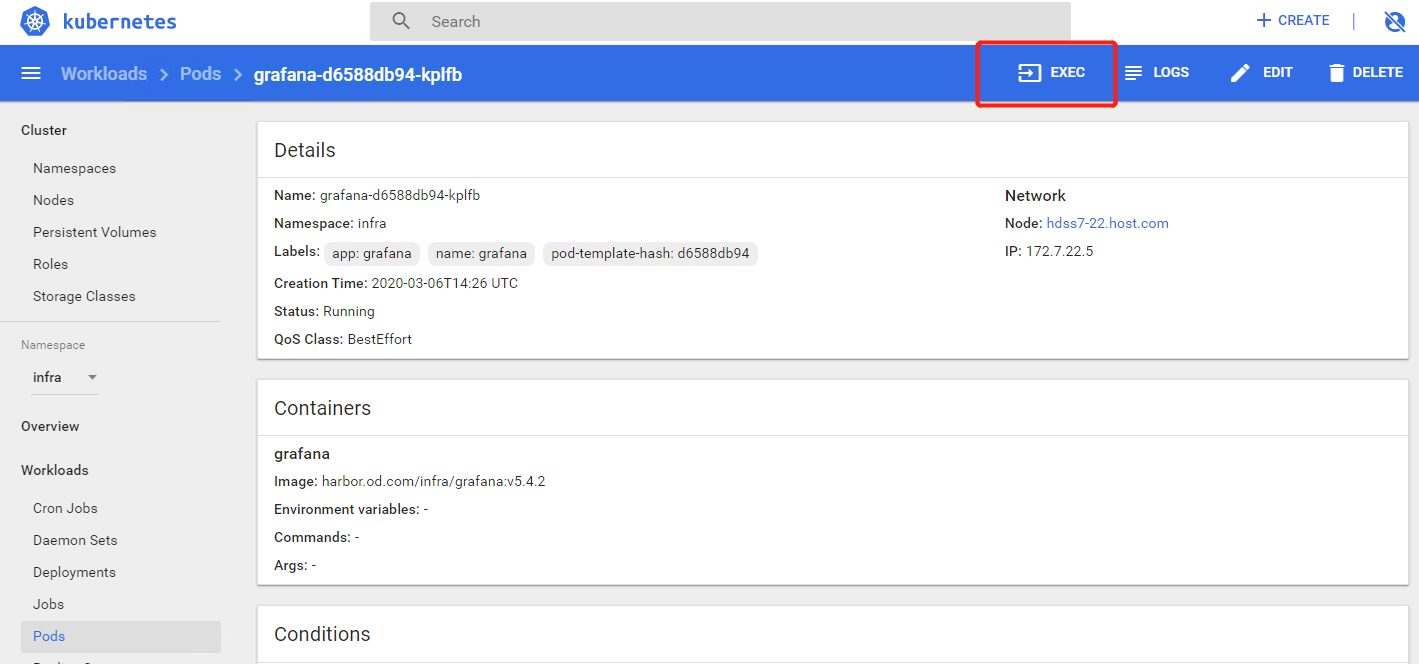 kubernetes
Search
CREATE
Workloads
Pods
grafana-d6588db94-kplfb
EXEC
LOGS
EDIT
DELETE
Cluster
Namespaces
Nodes
Persistent Volumes
Roles
Storage Classes
Namespace
infra
Overview
Workloads
Cron Jobs
Daemon Sets
Deployments
Jobs
Pods
Details
Name: grafana-d6588db94-kplfb
Namespace: infra
Labels: app: grafana name: grafana pod-template-hash: d6588db94
Creation Time: 2020-03-06T14:26 UTC
Status: Running
QoS Class: BestEffort
Network
Node: hdss7-22.host.com
IP: 172.7.22.5
Containers
grafana
Image: harbor.od.com/infra/grafana:v5.4.2
Environment variables: -
Commands: -
Args: -
Conditions